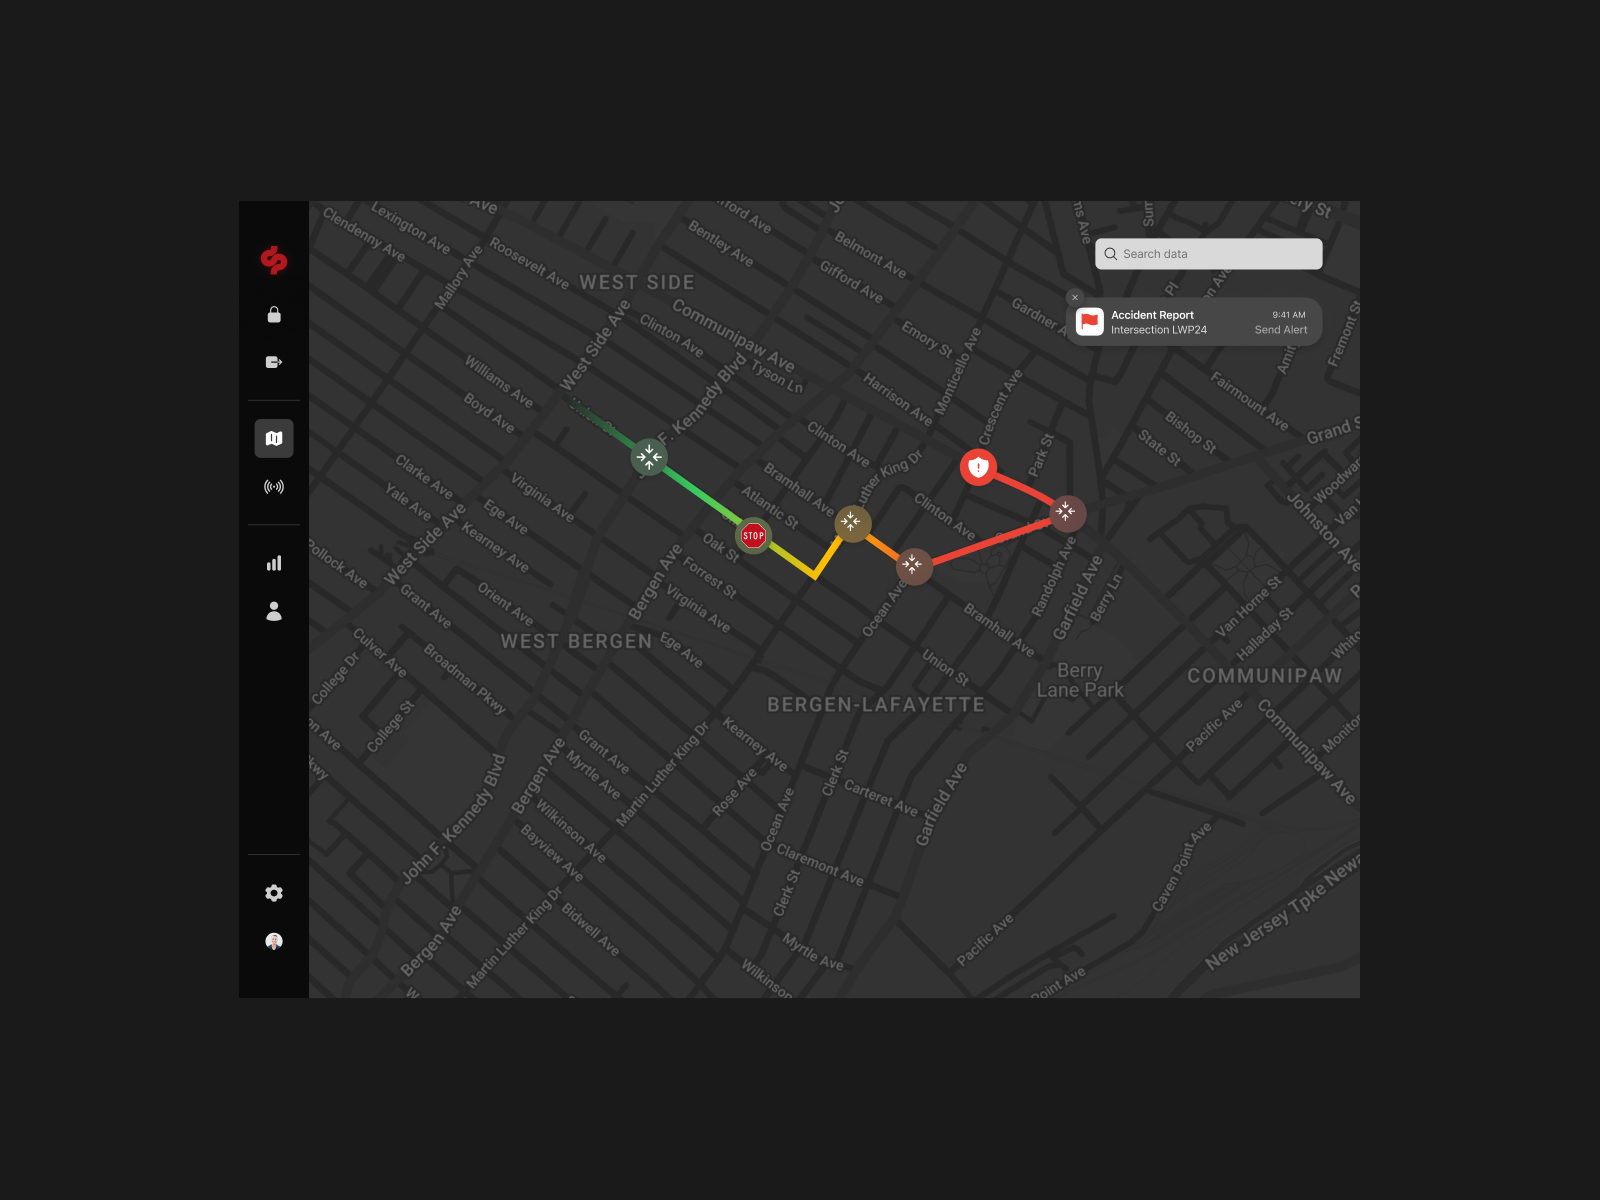 Search data
Accident Report
9:41 AM
Intersection LWP24
Send Alert
STOP
Clendenny Ave
Lexington Ave
Ave
Mallory Ave
Roosevelt Ave
WEST SIDE
Bentley Ave
Belmont Ave
Gifford Ave
Emory St
Communipaw Ave
Clinton Ave
Tyson Ln
West Side Ave
F. Kennedy Blvd
Williams Ave
Boyd Ave
Harrison Ave
Monticello Ave
Crescent Ave
Gardner A
Park St
Pl
Fremont St
Fairmount Ave
Bishop St
State St
Grand S
Woodwar
Johnston Ave
Van
Clinton Ave
Bramhall Ave
Atlantic St
Luther King Dr
Clinton Ave
Clarke Ave
Yale Ave
Virginia Ave
Ege Ave
Kearney Ave
West Side Ave
Pollock Ave
Grant Ave
Orient Ave
Oak St
Forrest St
Virginia Ave
Bergen Ave
Ege Ave
WEST BERGEN
Ocean Ave
Bramhall Ave
Union St
Randolph Ave
Garfield Ave
Berry Ln
Berry
Lane Park
Van Home St
Halladay St
COMMUNIPAW
BERGEN-LAFAYETTE
Culver Ave
College Dr
Broadman Pkwy
College St
Kearney Ave
Grant Ave
Myrtle Ave
Martin Luther King Dr
Rose Ave
Clerk St
Ocean Ave
Carteret Ave
Garfield Ave
Pacific Ave
Communipaw Ave
John F. Kennedy Blvd
Bergen Ave
Wilkinson Ave
Bayview Ave
Claremont Ave
Clerk St
Caven Point Ave
New Jersey Tpke Newa
Bergen Ave
Martin Luther King Dr
Bidwell Ave
Myrtle Ave
Wilkinson
Pacific Ave
Point Ave